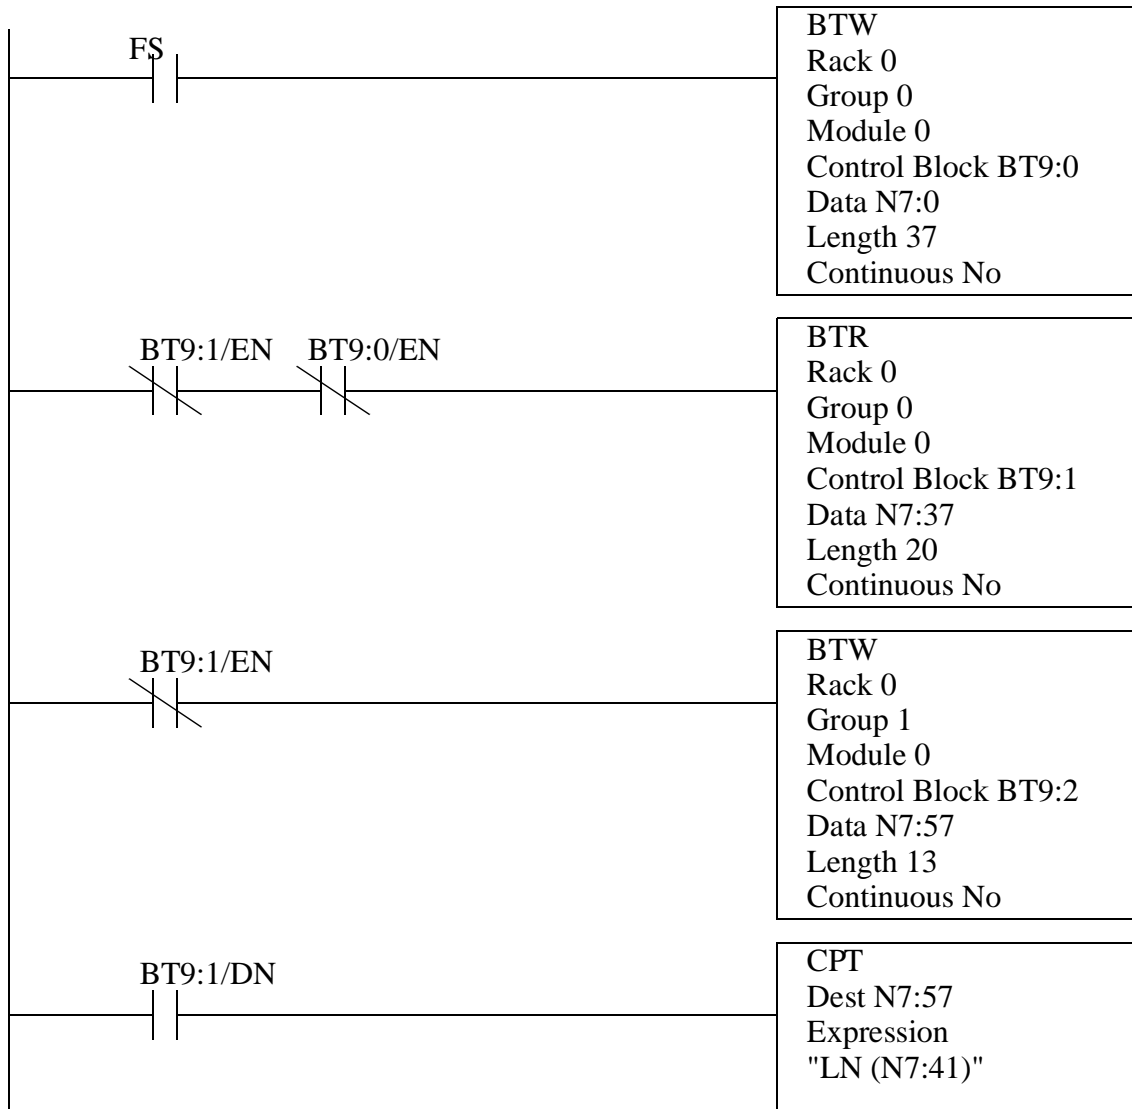 FS
BTW
Rack 0
Group 0
Module 0
Control Block BT9:0
Data N7:0
Length 37
Continuous No
BT9:1/EN BT9:0/EN
BTR
Rack 0
Group 0
Module 0
Control Block BT9:1
Data N7:37
Length 20
Continuous No
BT9:1/EN
BTW
Rack 0
Group 1
Module 0
Control Block BT9:2
Data N7:57
Length 13
Continuous No
BT9:1/DN
CPT
Dest N7:57
Expression
"LN (N7:41)"